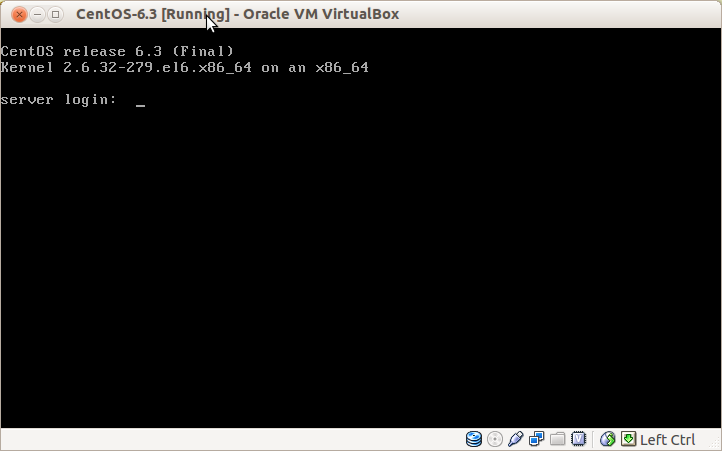 CentOS-6.3 [Running] - Oracle VM VirtualBox
CentOS release 6.3 (Final)
Kernel 2.6.32-279.el6.x86_64 on an x86_64
server login: _
Left Ctrl